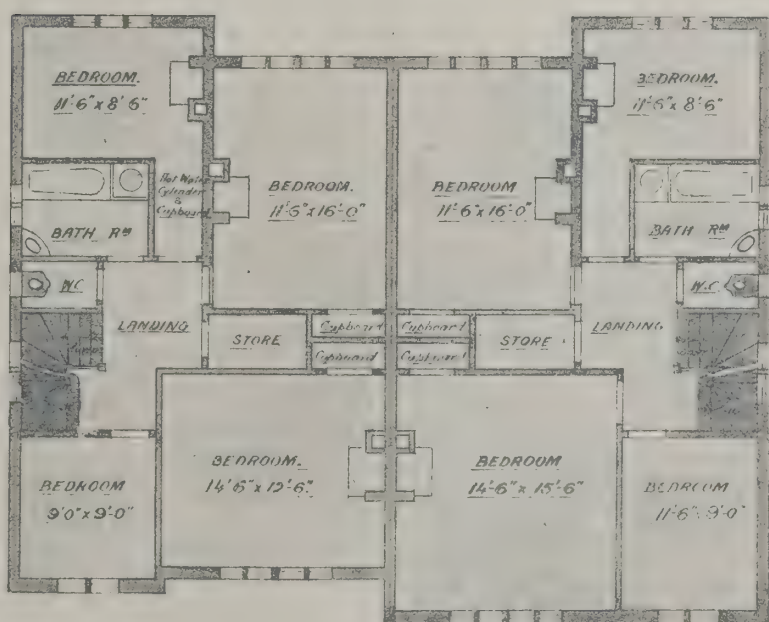 BEDROOM.
11'-6" x 8'-6"
BEDROOM.
11'-6" x 8'-6"
Hot Water
Cylinder
&
Cupboard
BEDROOM.
11'-6" x 16'-0"
BEDROOM
11'-6" x 16'-0"
BATH RM
BATH RM
W.C.
W.C.
LANDING
STORE
Cupboard
Cupboard
Cupboard
Cupboard
STORE
LANDING
BEDROOM
9'-0" x 9'-0"
BEDROOM.
14'-6" x 12'-6"
BEDROOM
14'-6" x 15'-6"
BEDROOM
11'-6" 9'-0"